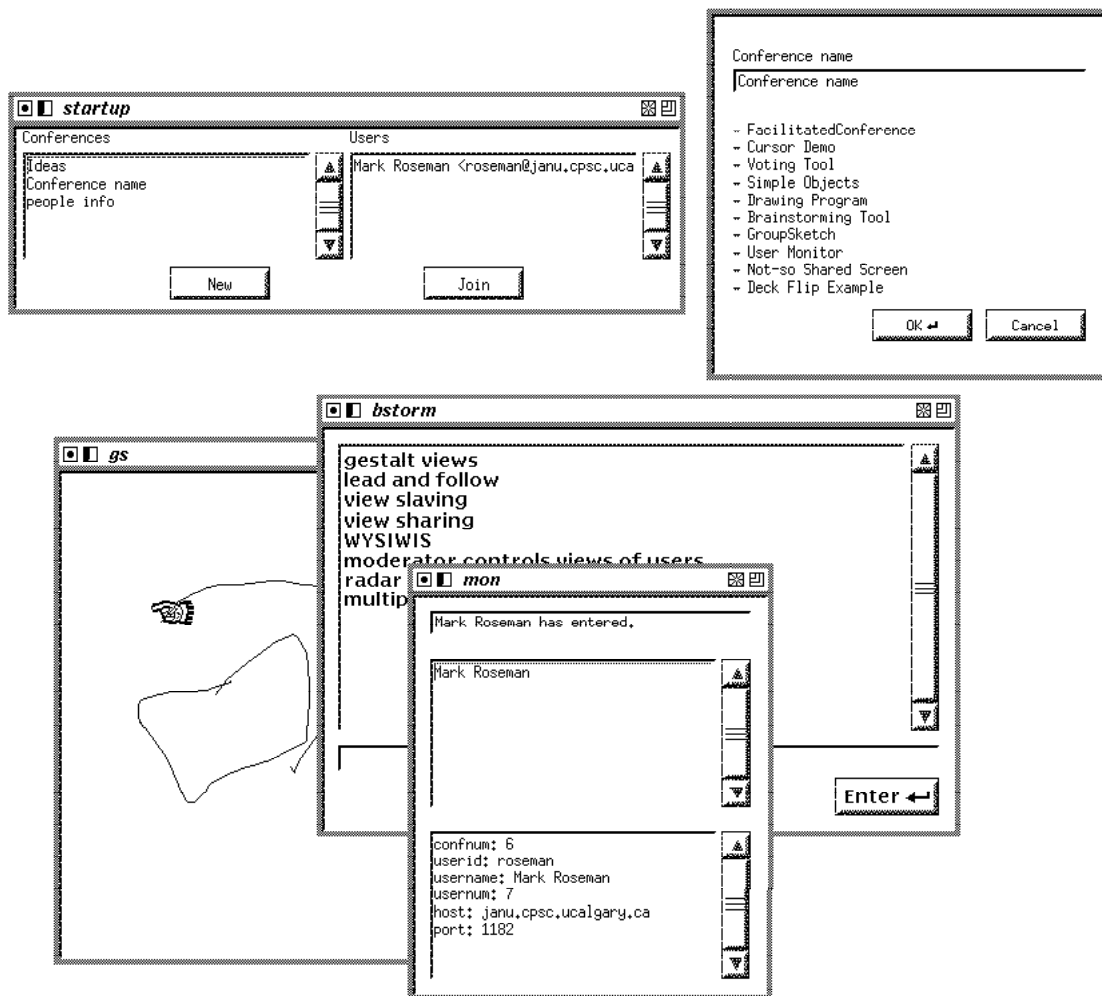 Conference name
Conference name
- FacilitatedConference
- Cursor Demo
- Voting Tool
- Simple Objects
- Drawing Program
- Brainstorming Tool
- GroupSketch
- User Monitor
- Not-so Shared Screen
- Deck Flip Example
OK
Cancel
startup
Conferences
Users
Ideas
Conference name
people info
Mark Roseman <roseman@janu.cpsc.uca
New
Join
bstorm
gestalt views
lead and follow
view slaving
view sharing
WYSIWIS
moderator controls views of users
radar
multip
Enter
gs
mon
Mark Roseman has entered.
Mark Roseman
confnum: 6
userid: roseman
username: Mark Roseman
usernum: 7
host: janu.cpsc.ucalgary.ca
port: 1182